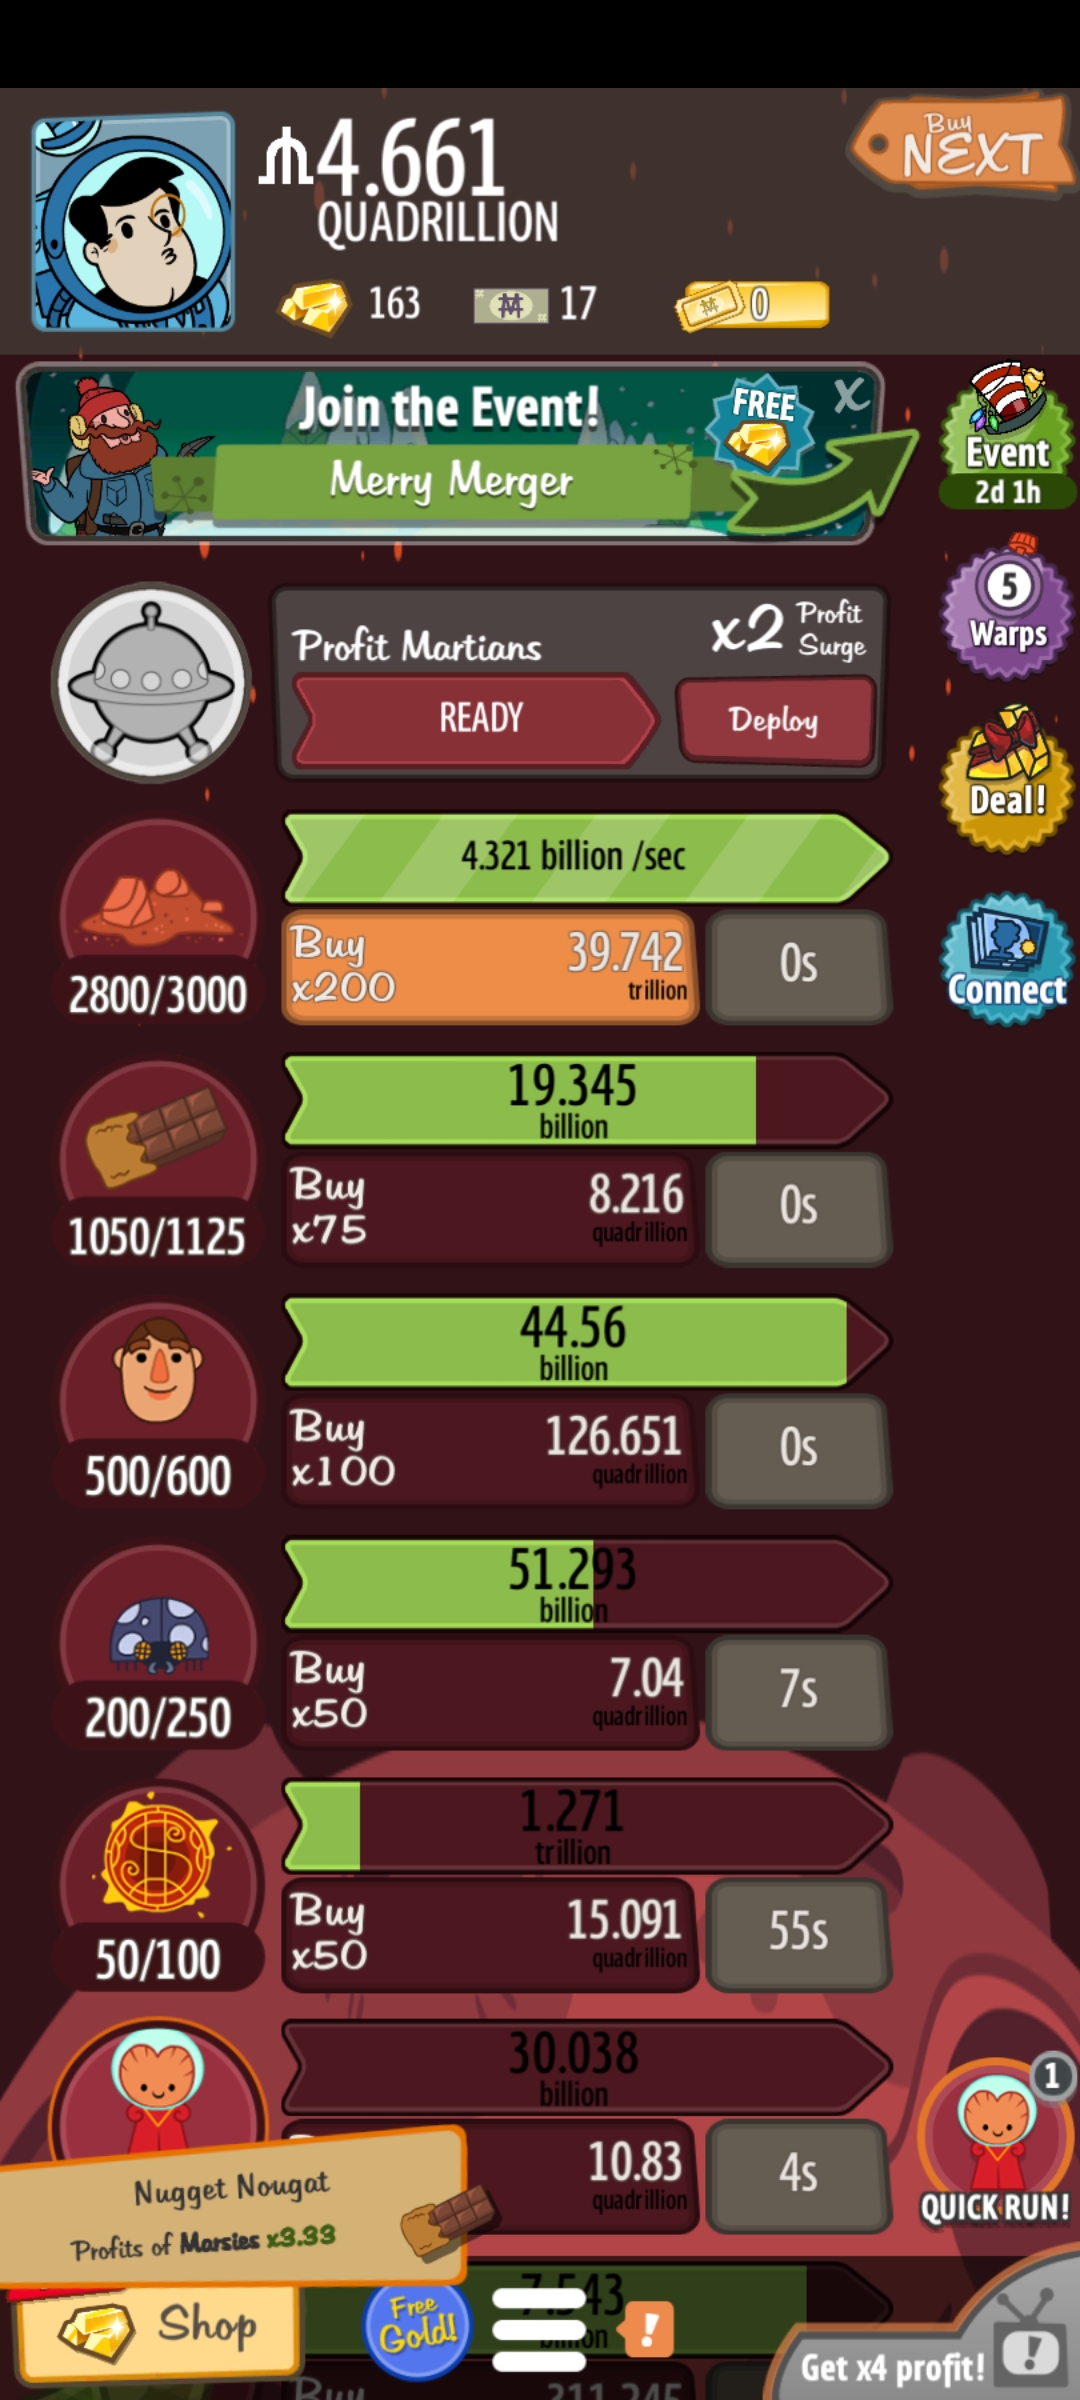 4.661
QUADRILLION
Buy
NEXT
163
17
0
Join the Event!
Merry Merger
FREE
X
Event
2d 1h
5
Warps
Profit Martians
x2 Profit
Surge
READY
Deploy
Deal!
4.321 billion /sec
Buy
x200
39.742
trillion
0s
2800/3000
Connect
19.345
billion
Buy
x75
8.216
quadrillion
0s
1050/1125
44.56
billion
Buy
x100
126.651
quadrillion
0s
500/600
51.293
billion
Buy
x50
7.04
quadrillion
7s
200/250
1.271
trillion
Buy
x50
15.091
quadrillion
55s
50/100
30.038
billion
10.83
quadrillion
4s
1
QUICK RUN!
Nugget Nougat
Profits of Marsies x3.33
Shop
Free
Gold!
!
Get x4 profit!
!
Buy